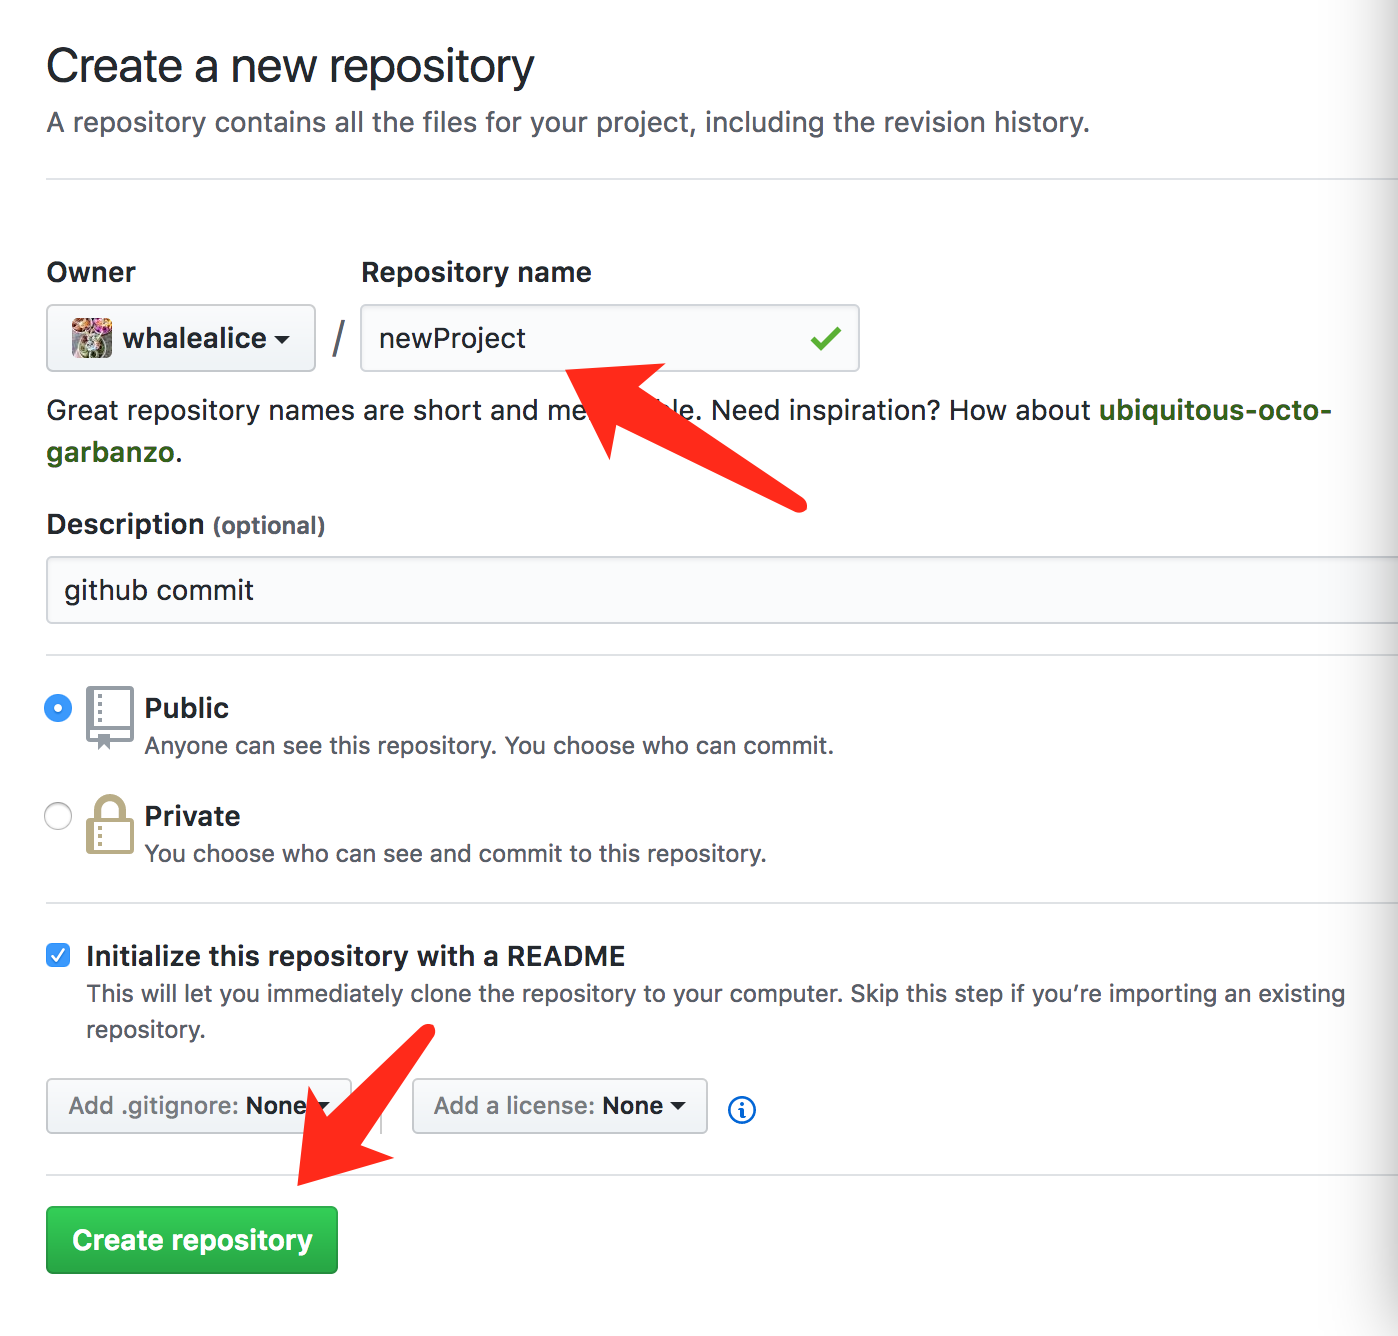 Create a new repository
A repository contains all the files for your project, including the revision history.
Owner
Repository name
whalealice
/
newProject
Great repository names are short and me le. Need inspiration? How about ubiquitous-octo-
garbanzo.
Description (optional)
github commit
Public
Anyone can see this repository. You choose who can commit.
Private
You choose who can see and commit to this repository.
Initialize this repository with a README
This will let you immediately clone the repository to your computer. Skip this step if you’re importing an existing
repository.
Add .gitignore: None
Add a license: None
Create repository